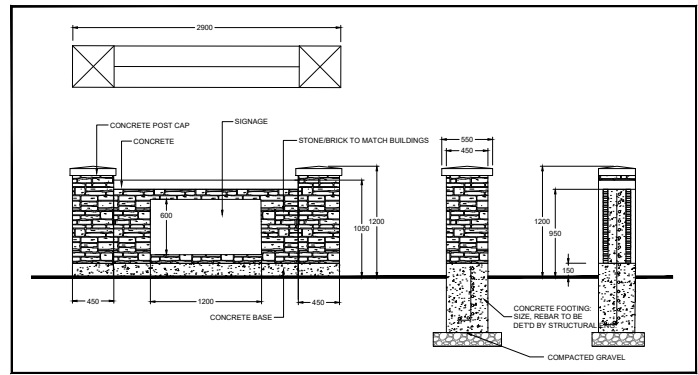 2900
CONCRETE POST CAP
SIGNAGE
CONCRETE
STONE/BRICK TO MATCH BUILDINGS
550
450
600
1050
1200
1200
950
150
450
1200
450
CONCRETE BASE
CONCRETE FOOTING:
SIZE, REBAR TO BE
DET'D BY STRUCTURAL
COMPACTED GRAVEL